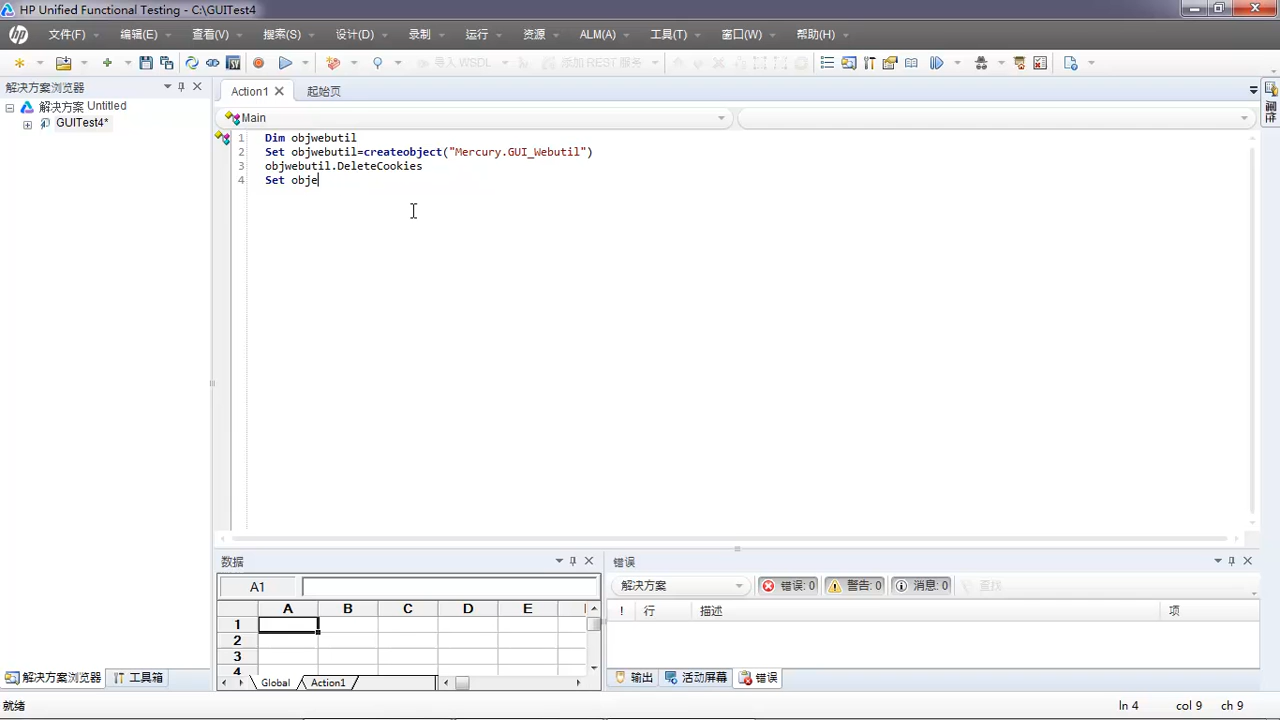 HP Unified Functional Testing - C:\GUITest4
hp 文件(F) 编辑(E) 查看(V) 搜索(S) 设计(D) 录制 运行 资源 ALM(A) 工具(T) 窗口(W) 帮助(H)
导入 WSDL 添加 REST 服务
解决方案浏览器
解决方案 Untitled
GUITest4*
Action1 起始页
Main
1 Dim objwebutil
2 Set objwebutil=createobject("Mercury.GUI_Webutil")
3 objwebutil.DeleteCookies
4 Set obje
数据
A1
A B C D E
1
2
3
4
Global Action1
错误
解决方案 错误: 0 警告: 0 消息: 0 查找
! 行 描述 项
解决方案浏览器 工具箱
输出 活动屏幕 错误
就绪 ln 4 col 9 ch 9